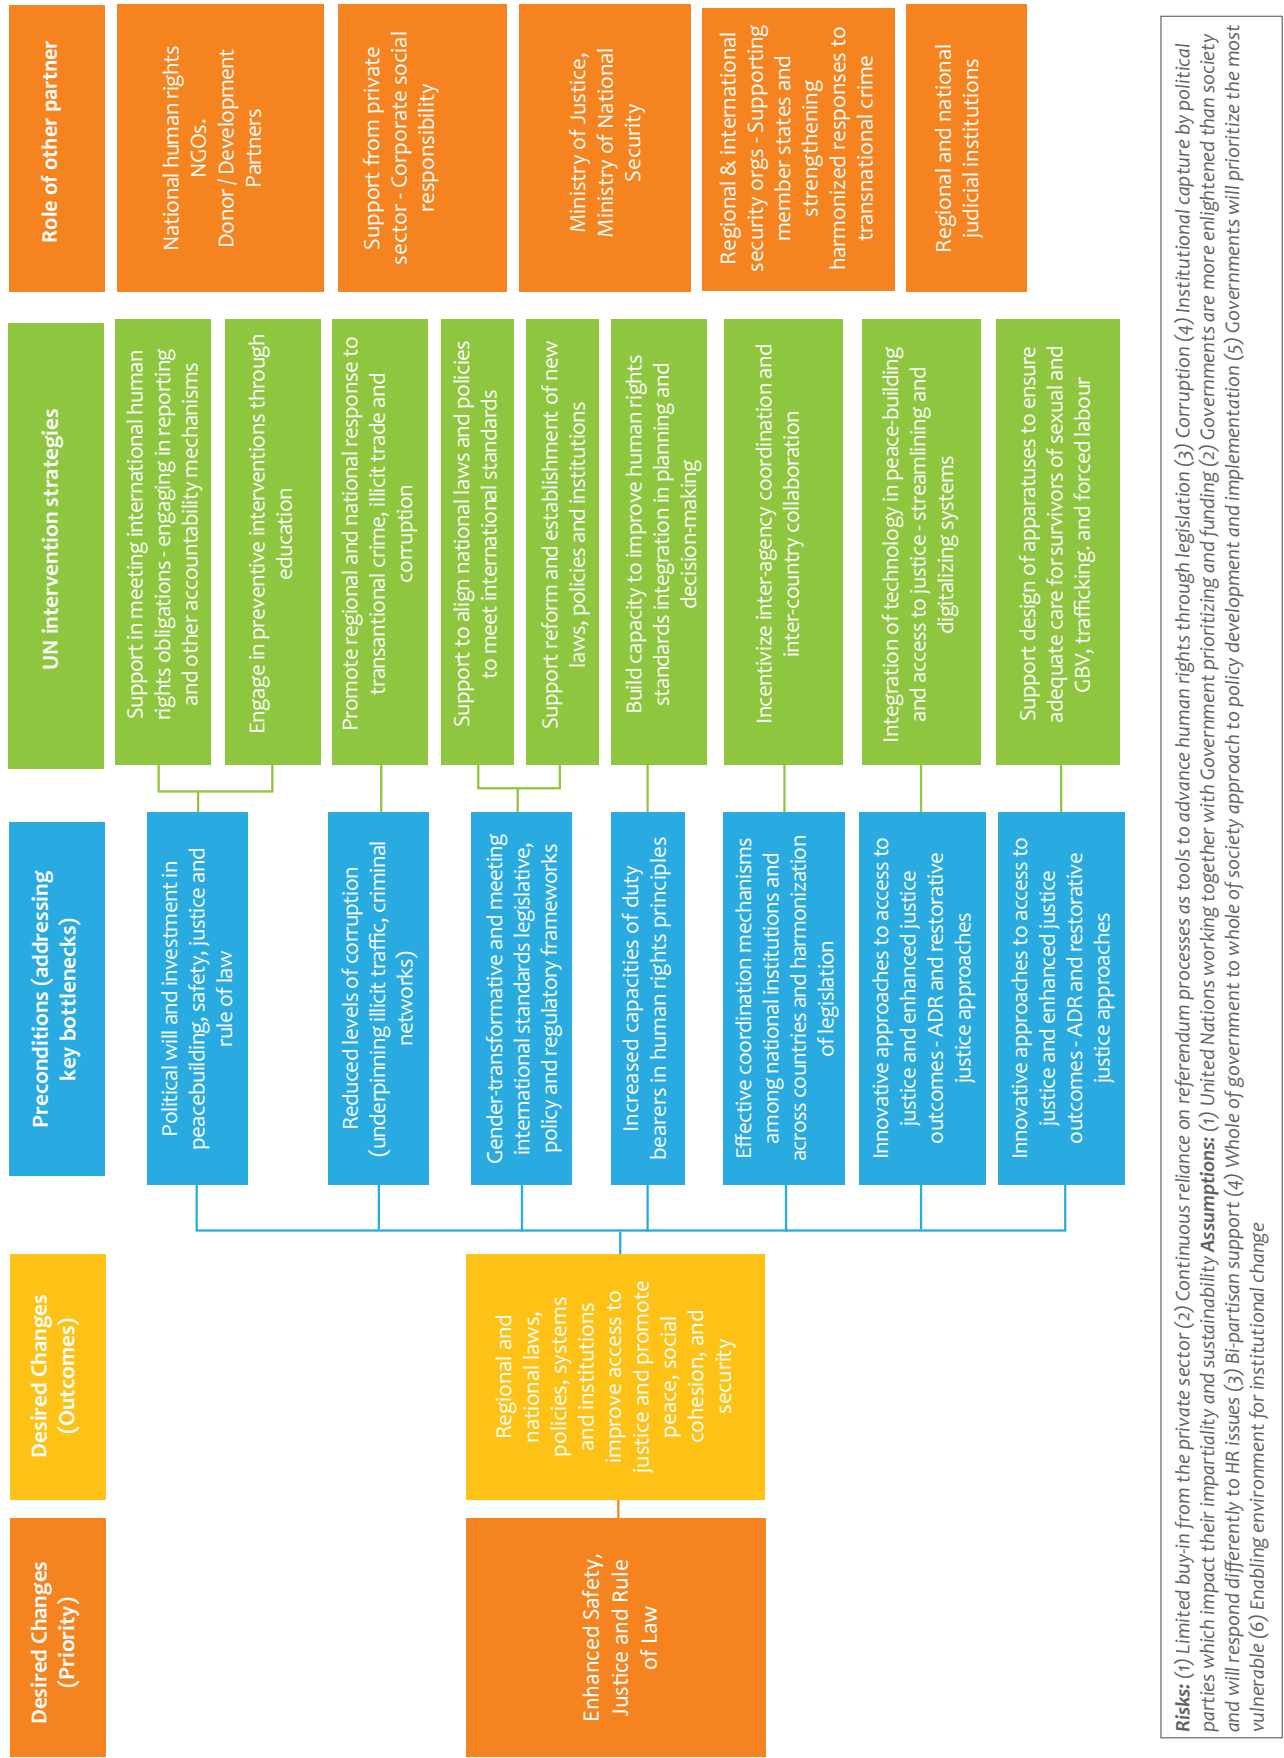 Desired Changes
(Priority)
Desired Changes
(Outcomes)
Preconditions (addressing
key bottlenecks)
UN intervention strategies
Role of other partner
Enhanced Safety,
Justice and Rule
of Law
Regional and
national laws,
policies, systems
and institutions
improve access to
justice and promote
peace, social
cohesion, and
security
Political will and investment in
peacebuilding, safety, justice and
rule of law
Reduced levels of corruption
(underpinning illicit traffic, criminal
networks)
Gender-transformative and meeting
international standards legislative,
policy and regulatory frameworks
Increased capacities of duty
bearers in human rights principles
Effective coordination mechanisms
among national institutions and
across countries and harmonization
of legislation
Innovative approaches to access to
justice and enhanced justice
outcomes - ADR and restorative
justice approaches
Innovative approaches to access to
justice and enhanced justice
outcomes - ADR and restorative
justice approaches
Support in meeting international human
rights obligations - engaging in reporting
and other accountability mechanisms
Engage in preventive interventions through
education
Promote regional and national response to
transantional crime, illicit trade and
corruption
Support to align national laws and policies
to meet international standards
Support reform and establishment of new
laws, policies and institutions
Build capacity to improve human rights
standards integration in planning and
decision-making
Incentivize inter-agency coordination and
inter-country collaboration
Integration of technology in peace-building
and access to justice - streamlining and
digitalizing systems
Support design of apparatuses to ensure
adequate care for survivors of sexual and
GBV, trafficking. and forced labour
National human rights
NGOs.
Donor / Development
Partners
Support from private
sector - Corporate social
responsibility
Ministry of Justice,
Ministry of National
Security
Regional & international
security orgs - Supporting
member states and
strengthening
harmonized responses to
transnational crime
Regional and national
judicial institutions
Risks: (1) Limited buy-in from the private sector (2) Continuous reliance on referendum processes as tools to advance human rights through legislation (3) Corruption (4) Institutional capture by political
parties which impact their impartiality and sustainability Assumptions: (1) United Nations working together with Government prioritizing and funding (2) Governments are more enlightened than society
and will respond differently to HR issues (3) Bi-partisan support (4) Whole of government to whole of society approach to policy development and implementation (5) Governments will prioritize the most
vulnerable (6) Enabling environment for institutional change